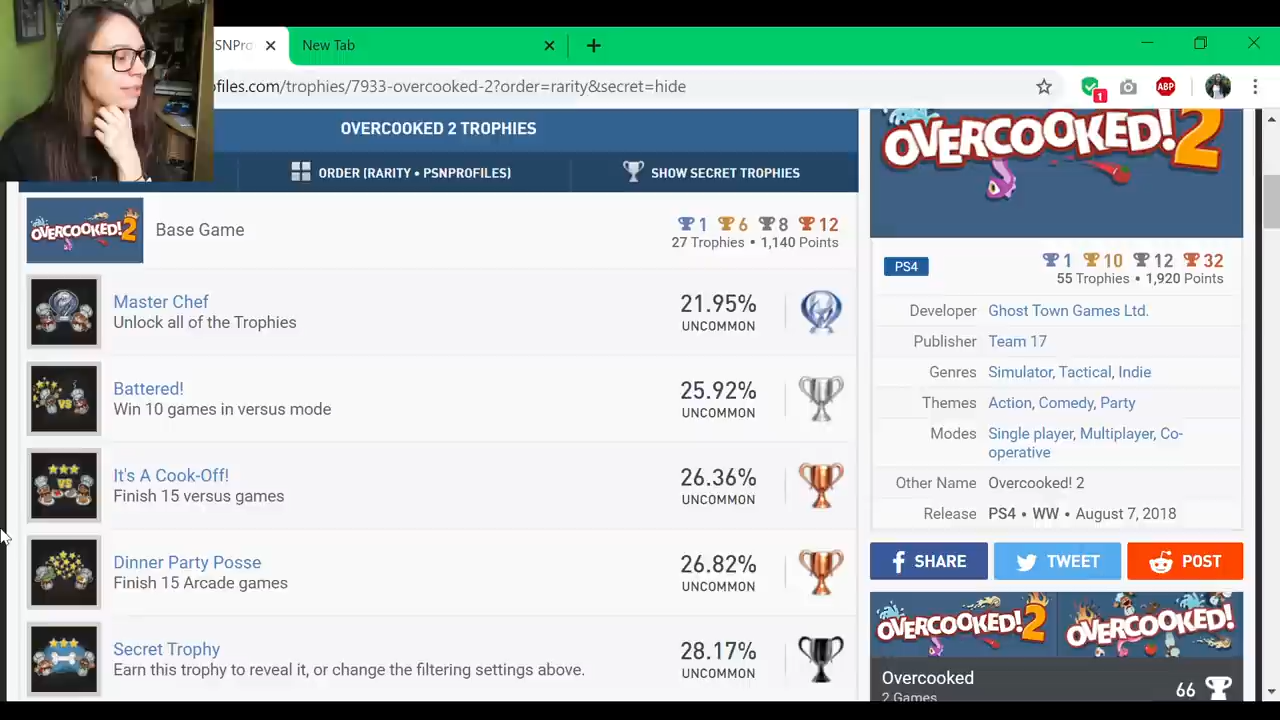 SNPro
New Tab
files.com/trophies/7933-overcooked-2?order=rarity&secret=hide
1
ABP
OVERCOOKED 2 TROPHIES
ORDER (RARITY • PSNPROFILES)
SHOW SECRET TROPHIES
OVERCOOKED! 2
Base Game
1 6 8 12
27 Trophies • 1,140 Points
Master Chef
Unlock all of the Trophies
21.95%
UNCOMMON
VS
Battered!
Win 10 games in versus mode
25.92%
UNCOMMON
VS
It's A Cook-Off!
Finish 15 versus games
26.36%
UNCOMMON
Dinner Party Posse
Finish 15 Arcade games
26.82%
UNCOMMON
Secret Trophy
Earn this trophy to reveal it, or change the filtering settings above.
28.17%
UNCOMMON
OVERCOOKED! 2
PS4
1 10 12 32
55 Trophies • 1,920 Points
Developer Ghost Town Games Ltd.
Publisher Team 17
Genres Simulator, Tactical, Indie
Themes Action, Comedy, Party
Modes Single player, Multiplayer, Co-
operative
Other Name Overcooked! 2
Release PS4 • WW • August 7, 2018
SHARE
TWEET
POST
OVERCOOKED! 2
OVERCOOKED!
Overcooked
2 Games
66